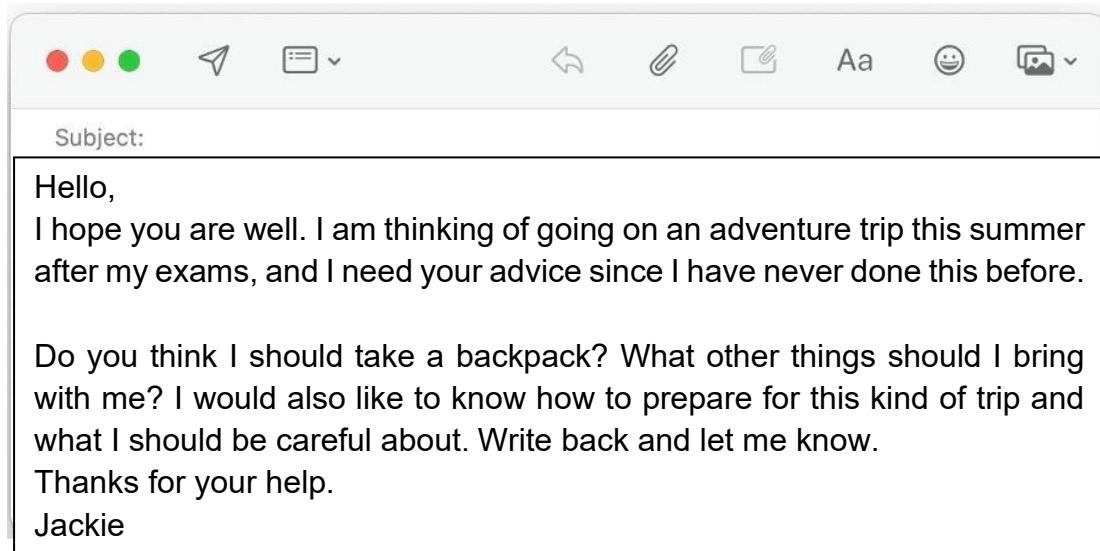 Aa
Subject:
Hello,
I hope you are well. I am thinking of going on an adventure trip this summer
after my exams, and I need your advice since I have never done this before.
Do you think I should take a backpack? What other things should I bring
with me? I would also like to know how to prepare for this kind of trip and
what I should be careful about. Write back and let me know.
Thanks for your help.
Jackie